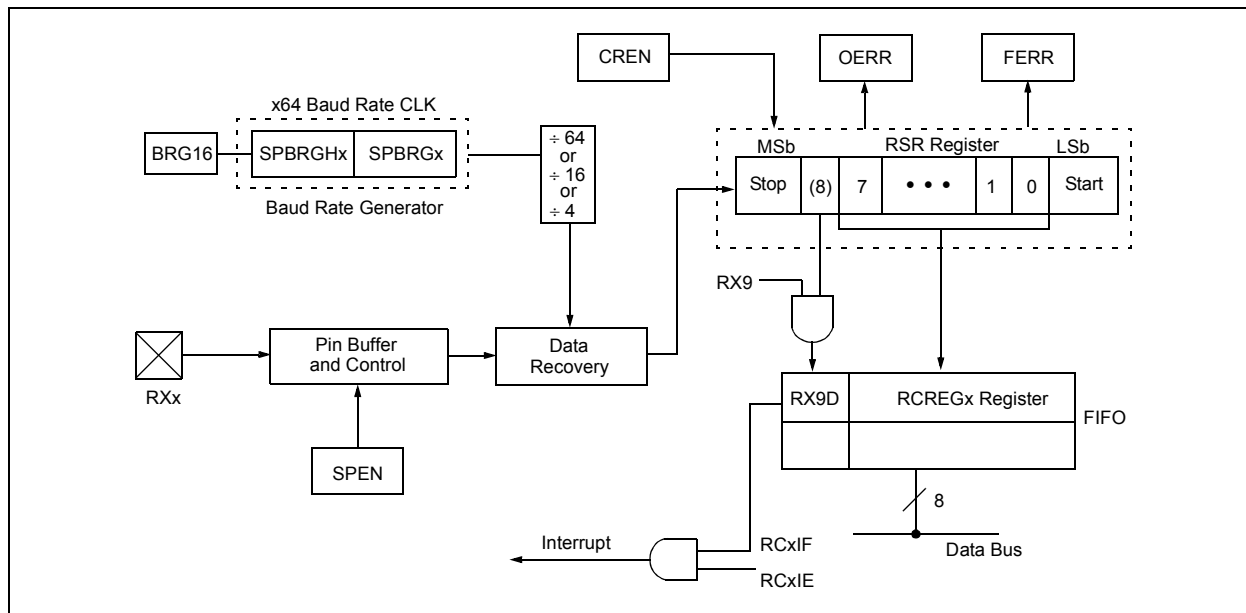 CREN
OERR
FERR
x64 Baud Rate CLK
BRG16
SPBRGHx
SPBRGx
Baud Rate Generator
÷ 64
or
÷ 16
or
÷ 4
MSb
RSR Register
LSb
Stop
(8)
7
• • •
1
0
Start
RX9
RXx
Pin Buffer
and Control
Data
Recovery
SPEN
RX9D
RCREGx Register
FIFO
8
Data Bus
Interrupt
RCxIF
RCxIE